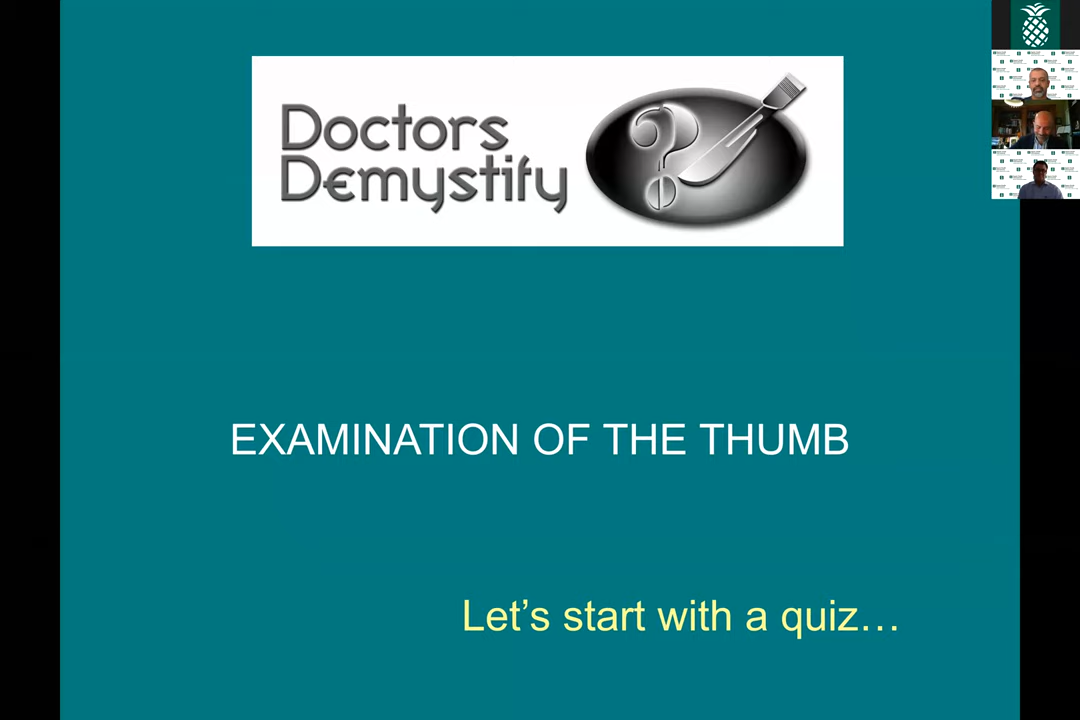 Doctors
Demystify
EXAMINATION OF THE THUMB
Let's start with a quiz…